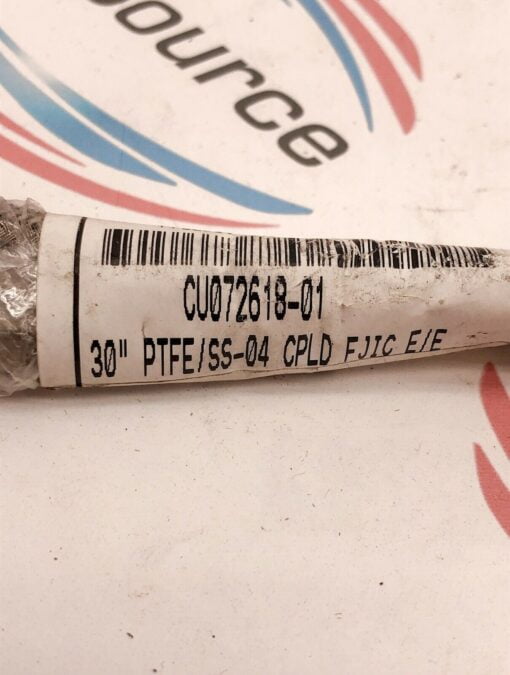 ource
CU072618-01
30" PTFE/SS-04 CPLD FJIC E/E